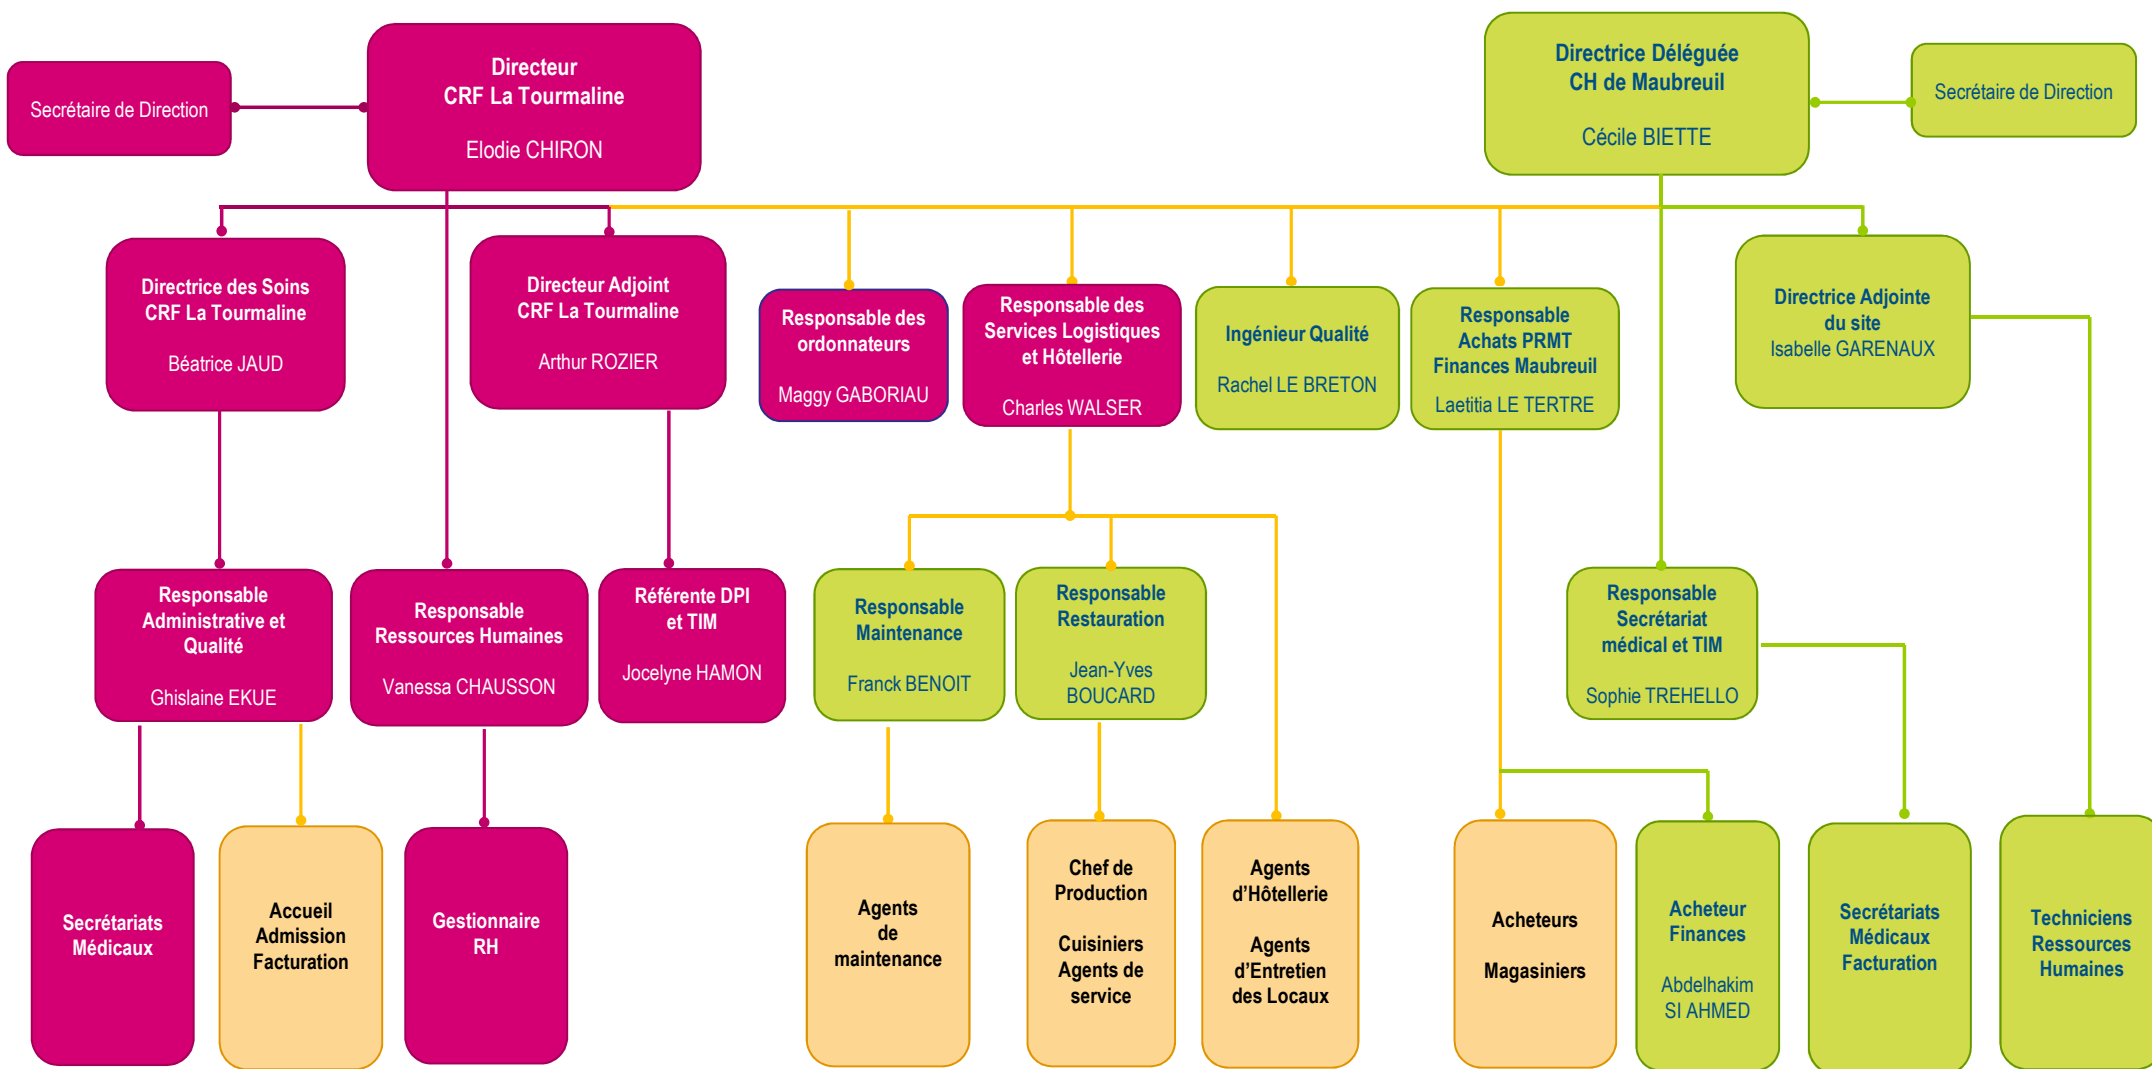 Secrétaire de Direction
Directeur
CRF La Tourmaline
Elodie CHIRON
Directrice Déléguée
CH de Maubreuil
Cécile BIETTE
Secrétaire de Direction
Directrice des Soins
CRF La Tourmaline
Béatrice JAUD
Directeur Adjoint
CRF La Tourmaline
Arthur ROZIER
Responsable des
ordonnateurs
Maggy GABORIAU
Responsable des
Services Logistiques
et Hôtellerie
Charles WALSER
Ingénieur Qualité
Rachel LE BRETON
Responsable
Achats PRMT
Finances Maubreuil
Laetitia LE TERTRE
Directrice Adjointe
du site
Isabelle GARENAUX
Responsable
Administrative et
Qualité
Ghislaine EKUE
Responsable
Ressources Humaines
Vanessa CHAUSSON
Référente DPI
et TIM
Jocelyne HAMON
Responsable
Maintenance
Franck BENOIT
Responsable
Restauration
Jean-Yves
BOUCARD
Responsable
Secrétariat
médical et TIM
Sophie TREHELLO
Secrétariats
Médicaux
Accueil
Admission
Facturation
Gestionnaire
RH
Agents
de
maintenance
Chef de
Production
Cuisiniers
Agents de
service
Agents
d’Hôtellerie
Agents
d’Entretien
des Locaux
Acheteurs
Magasiniers
Acheteur
Finances
Abdelhakim
SI AHMED
Secrétariats
Médicaux
Facturation
Techniciens
Ressources
Humaines